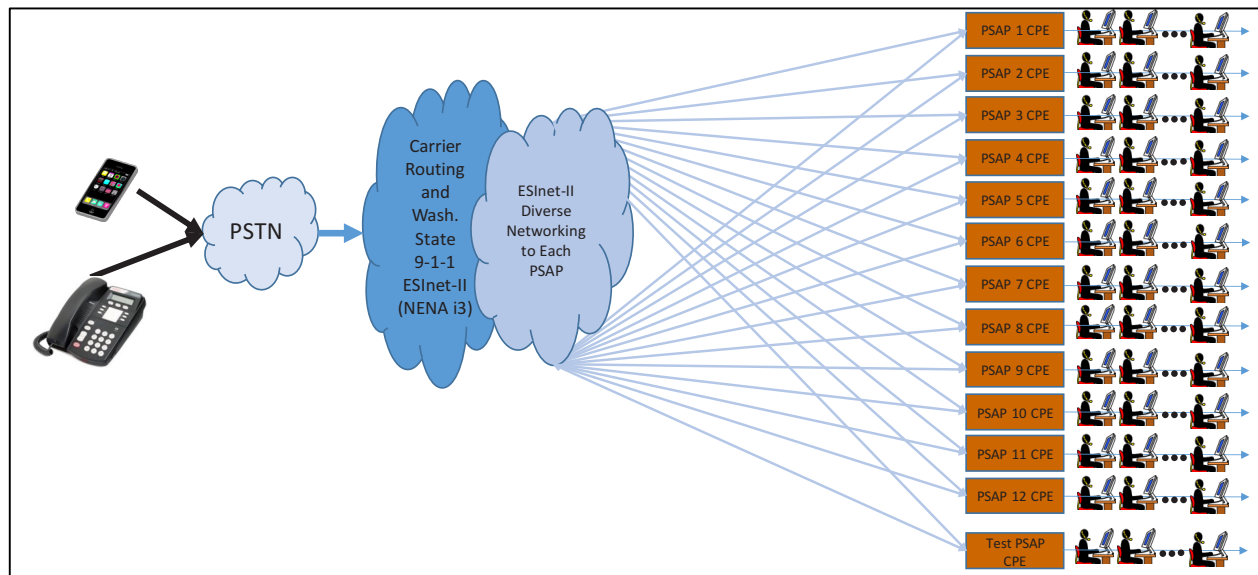 PSTN
Carrier
Routing
and
Wash.
State
9-1-1
ESInet-II
(NENA i3)
ESInet-II
Diverse
Networking
to Each
PSAP
PSAP 1 CPE
PSAP 2 CPE
PSAP 3 CPE
PSAP 4 CPE
PSAP 5 CPE
PSAP 6 CPE
PSAP 7 CPE
PSAP 8 CPE
PSAP 9 CPE
PSAP 10 CPE
PSAP 11 CPE
PSAP 12 CPE
Test PSAP
CPE